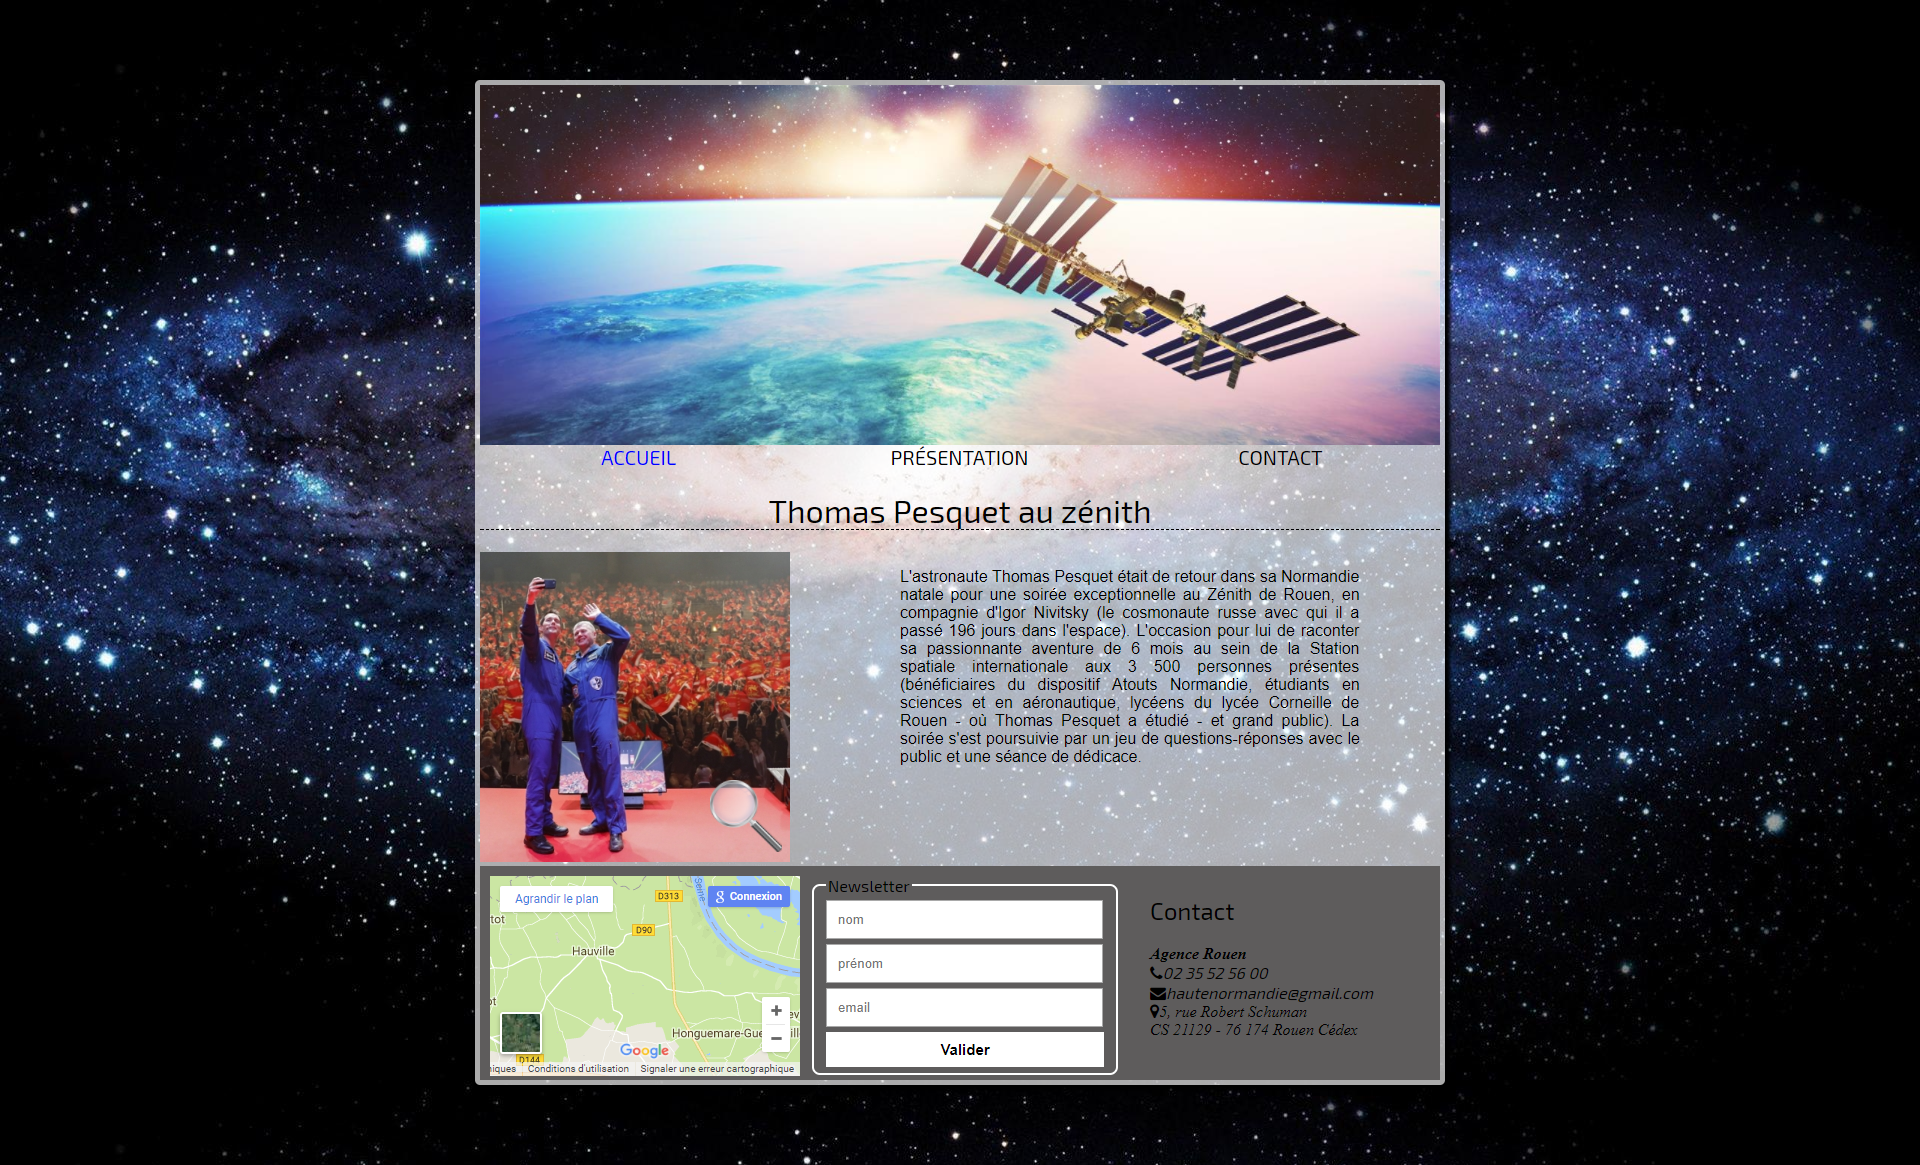 ACCUEIL PRÉSENTATION CONTACT
Thomas Pesquet au zénith
L'astronaute Thomas Pesquet était de retour dans sa Normandie
natale pour une soirée exceptionnelle au Zénith de Rouen, en
compagnie d'Igor Nivitsky (le cosmonaute russe avec qui il a
passé 196 jours dans l'espace). L'occasion pour lui de raconter
sa passionnante aventure de 6 mois au sein de la Station
spatiale internationale aux 3 500 personnes présentes
(bénéficiaires du dispositif Atouts Normandie, étudiants en
sciences et en aéronautique, lycéens du lycée Corneille de
Rouen - où Thomas Pesquet a étudié - et grand public). La
soirée s'est poursuivie par un jeu de questions-réponses avec le
public et une séance de dédicace.
Agrandir le plan
Connexion
Seine
D313
tot
D90
Hauville
ot
ev
Honguemare-Gue
ill
Google
D144
niques Conditions d'utilisation Signaler une erreur cartographique
Newsletter
nom
prénom
email
Valider
Contact
Agence Rouen
02 35 52 56 00
hautenormandie@gmail.com
5, rue Robert Schuman
CS 21129 - 76 174 Rouen Cédex